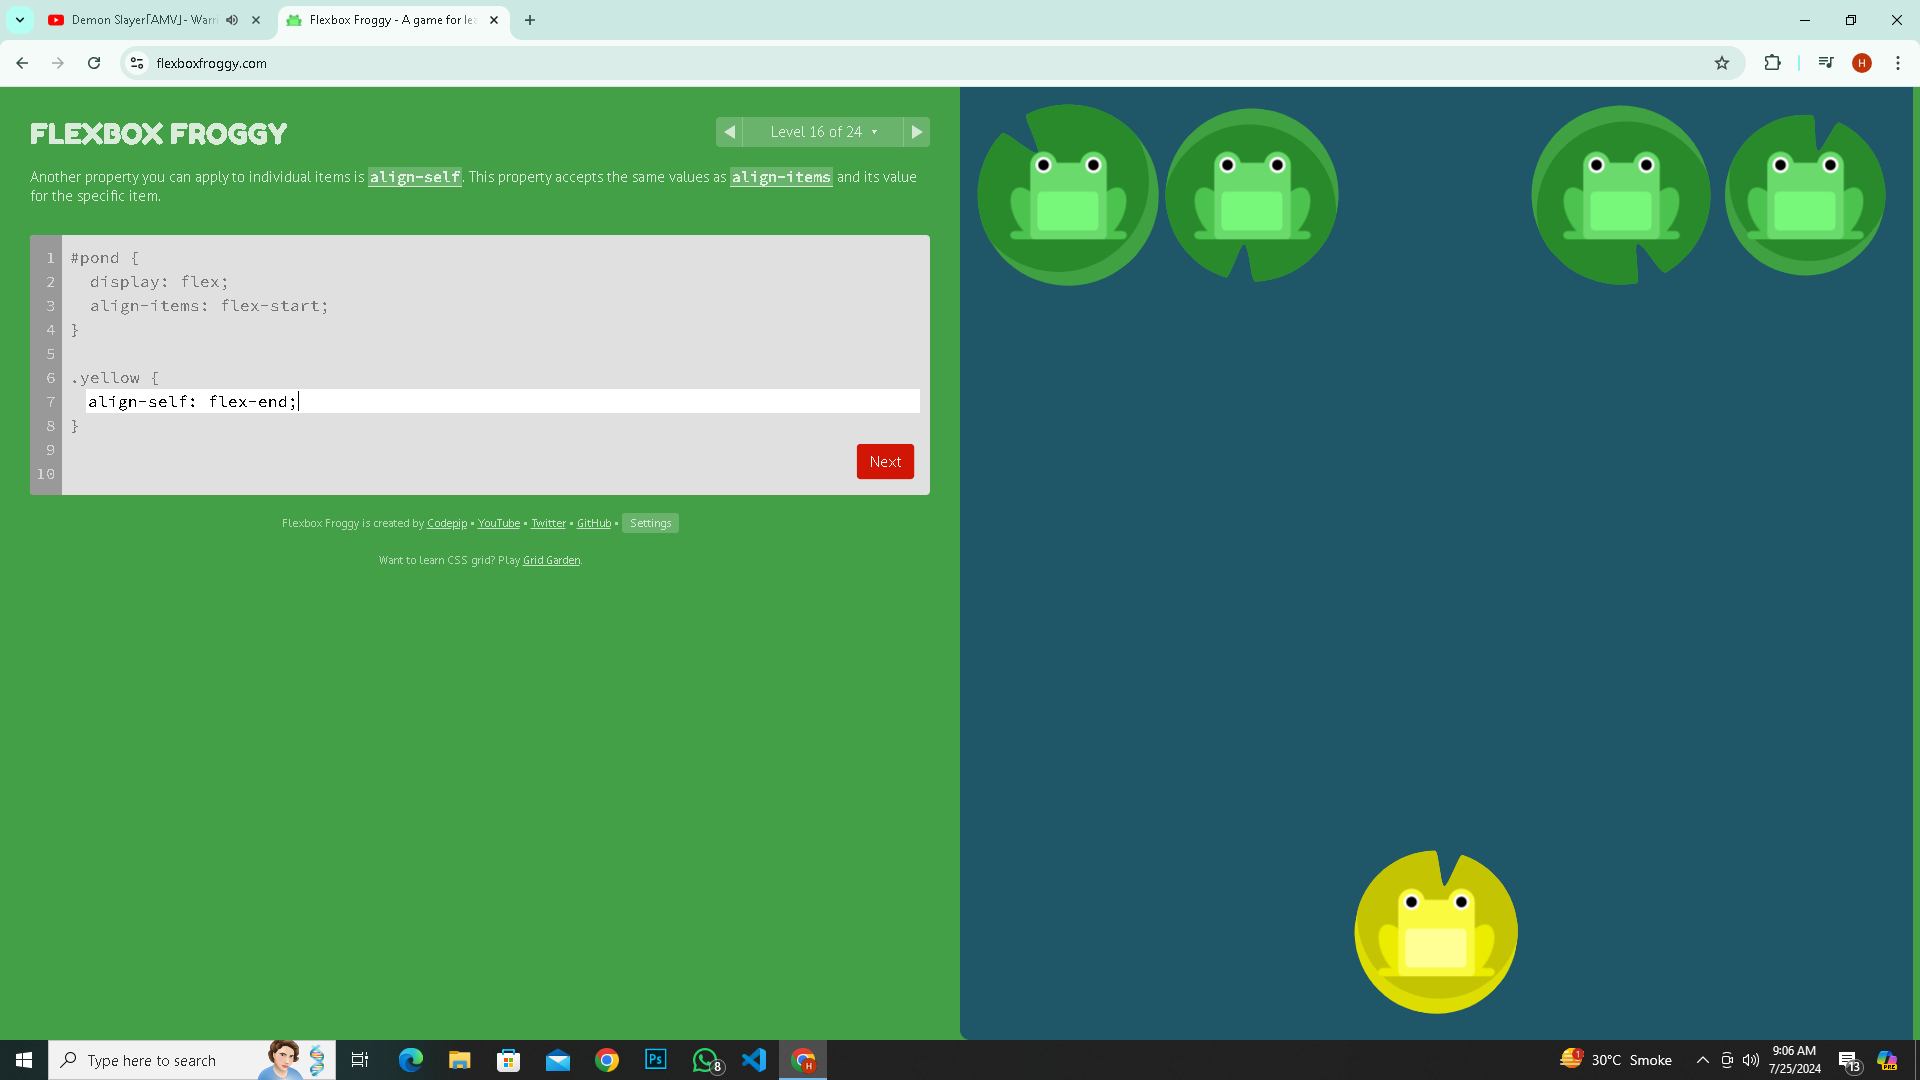 Demon Slayer「AMV」- Warri
Flexbox Froggy - A game for lea
flexboxfroggy.com
H
FLEXBOX FROGGY
Level 16 of 24
Another property you can apply to individual items is align-self. This property accepts the same values as align-items and its value
for the specific item.
1 #pond {
2 display: flex;
3 align-items: flex-start;
4 }
5
6 .yellow {
7 align-self: flex-end;
8 }
9
10
Next
Flexbox Froggy is created by Codepip • YouTube • Twitter • GitHub • Settings
Want to learn CSS grid? Play Grid Garden.
Type here to search
Ps
8
H
1
30°C Smoke
9:06 AM
7/25/2024
13
PRE